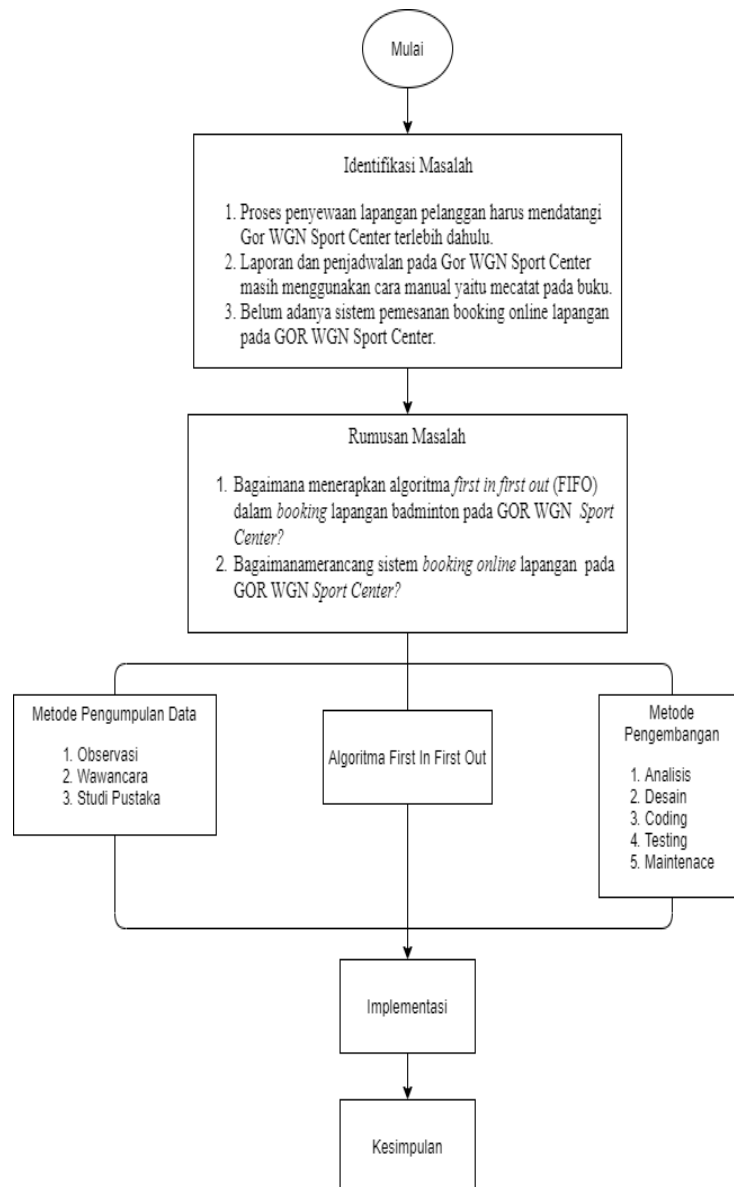 Mulai
Identifikasi Masalah
1. Proses penyewaan lapangan pelanggan harus mendatangi
Gor WGN Sport Center terlebih dahulu.
2. Laporan dan penjadwalan pada Gor WGN Sport Center
masih menggunakan cara manual yaitu mecatat pada buku.
3. Belum adanya sistem pemesanan booking online lapangan
pada GOR WGN Sport Center.
Rumusan Masalah
1. Bagaimana menerapkan algoritma first in first out (FIFO)
dalam booking lapangan badminton pada GOR WGN Sport
Center?
2. Bagaimanamerancang sistem booking online lapangan pada
GOR WGN Sport Center?
Metode Pengumpulan Data
1. Observasi
2. Wawancara
3. Studi Pustaka
Algoritma First In First Out
Metode
Pengembangan
1. Analisis
2. Desain
3. Coding
4. Testing
5. Maintenace
Implementasi
Kesimpulan